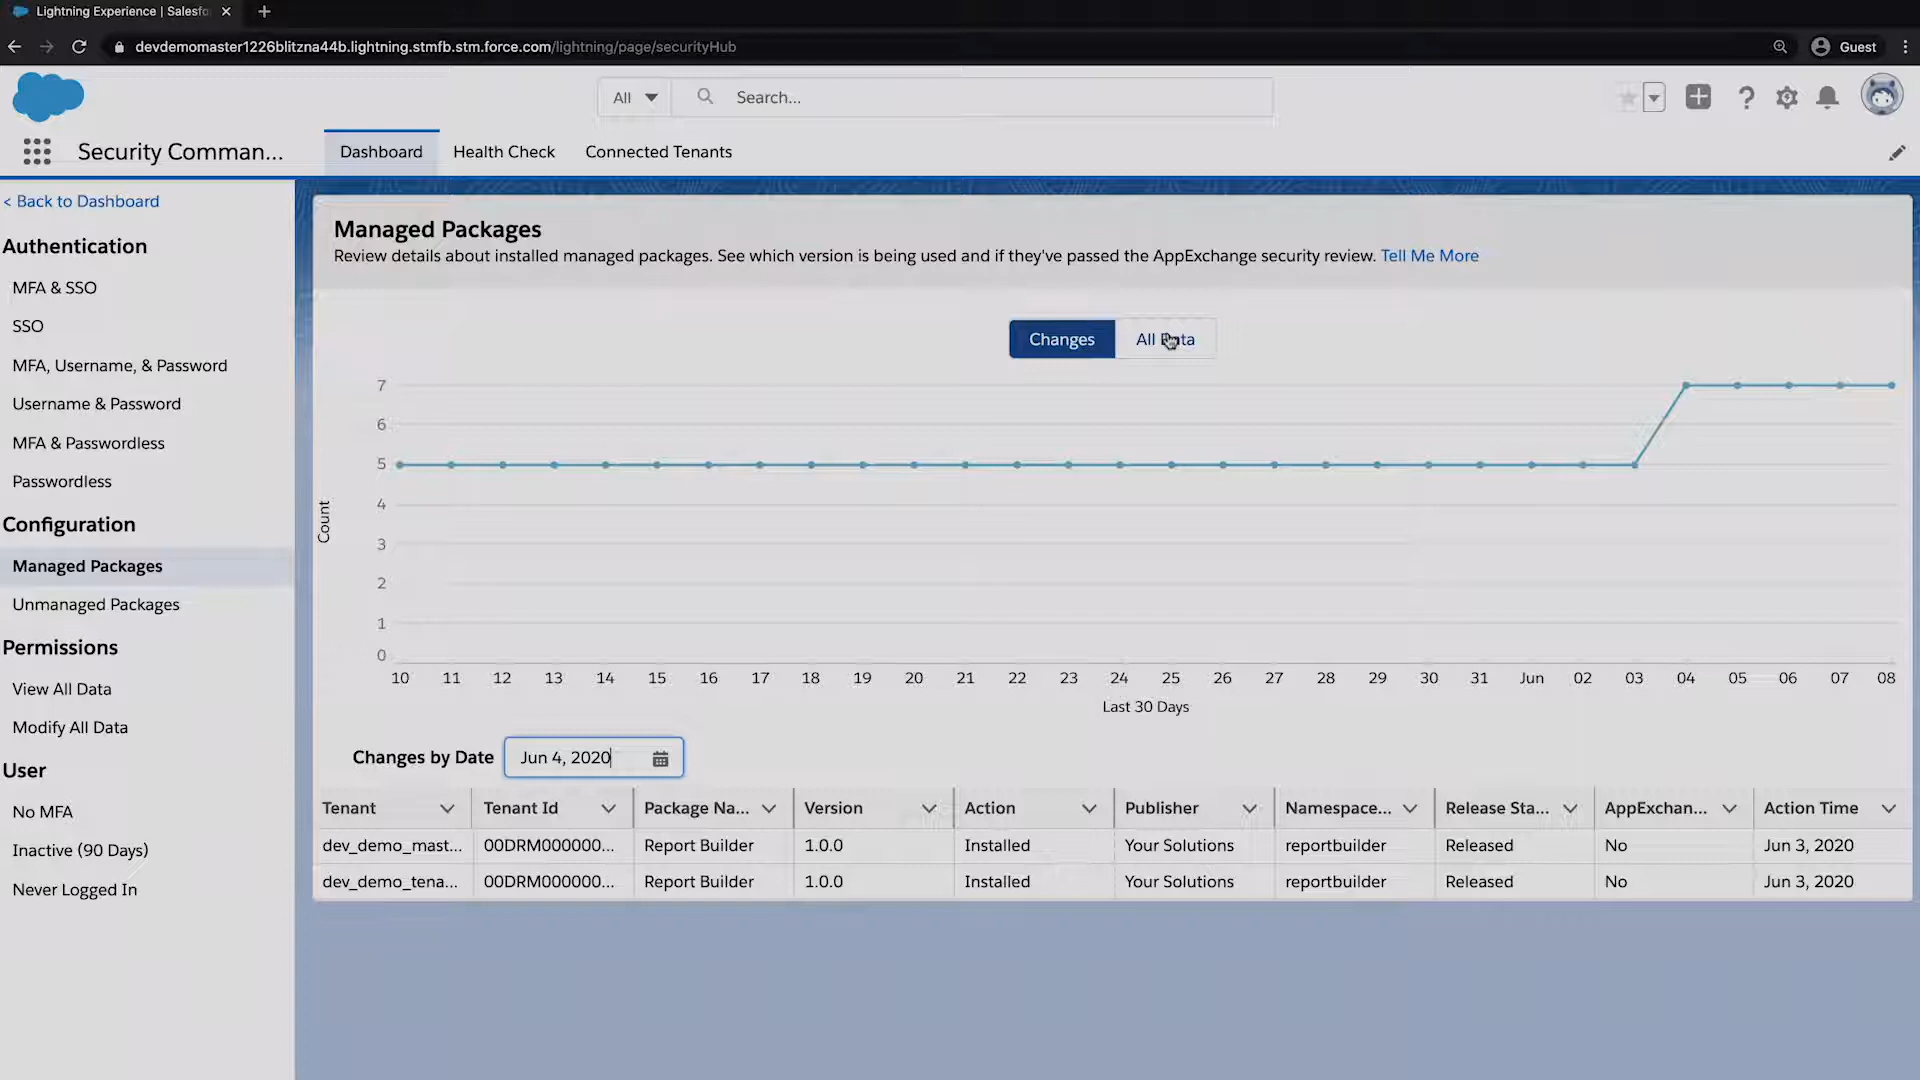 Lightning Experience | Salesfo
devdemomaster1226blitzna44b.lightning.stmfb.stm.force.com/lightning/page/securityHub
Guest
All
Search...
Security Comman...
Dashboard
Health Check
Connected Tenants
< Back to Dashboard
Authentication
MFA & SSO
SSO
MFA, Username, & Password
Username & Password
MFA & Passwordless
Passwordless
Configuration
Managed Packages
Unmanaged Packages
Permissions
View All Data
Modify All Data
User
No MFA
Inactive (90 Days)
Never Logged In
Managed Packages
Review details about installed managed packages. See which version is being used and if they've passed the AppExchange security review. Tell Me More
Changes
All Data
7
6
5
4
3
2
1
0
Count
10 11 12 13 14 15 16 17 18 19 20 21 22 23 24 25 26 27 28 29 30 31 Jun 02 03 04 05 06 07 08
Last 30 Days
Changes by Date
Jun 4, 2020
Tenant Tenant Id Package Na... Version Action Publisher Namespace... Release Sta... AppExchan... Action Time
dev_demo_mast... 00DRM000000... Report Builder 1.0.0 Installed Your Solutions reportbuilder Released No Jun 3, 2020
dev_demo_tena... 00DRM000000... Report Builder 1.0.0 Installed Your Solutions reportbuilder Released No Jun 3, 2020